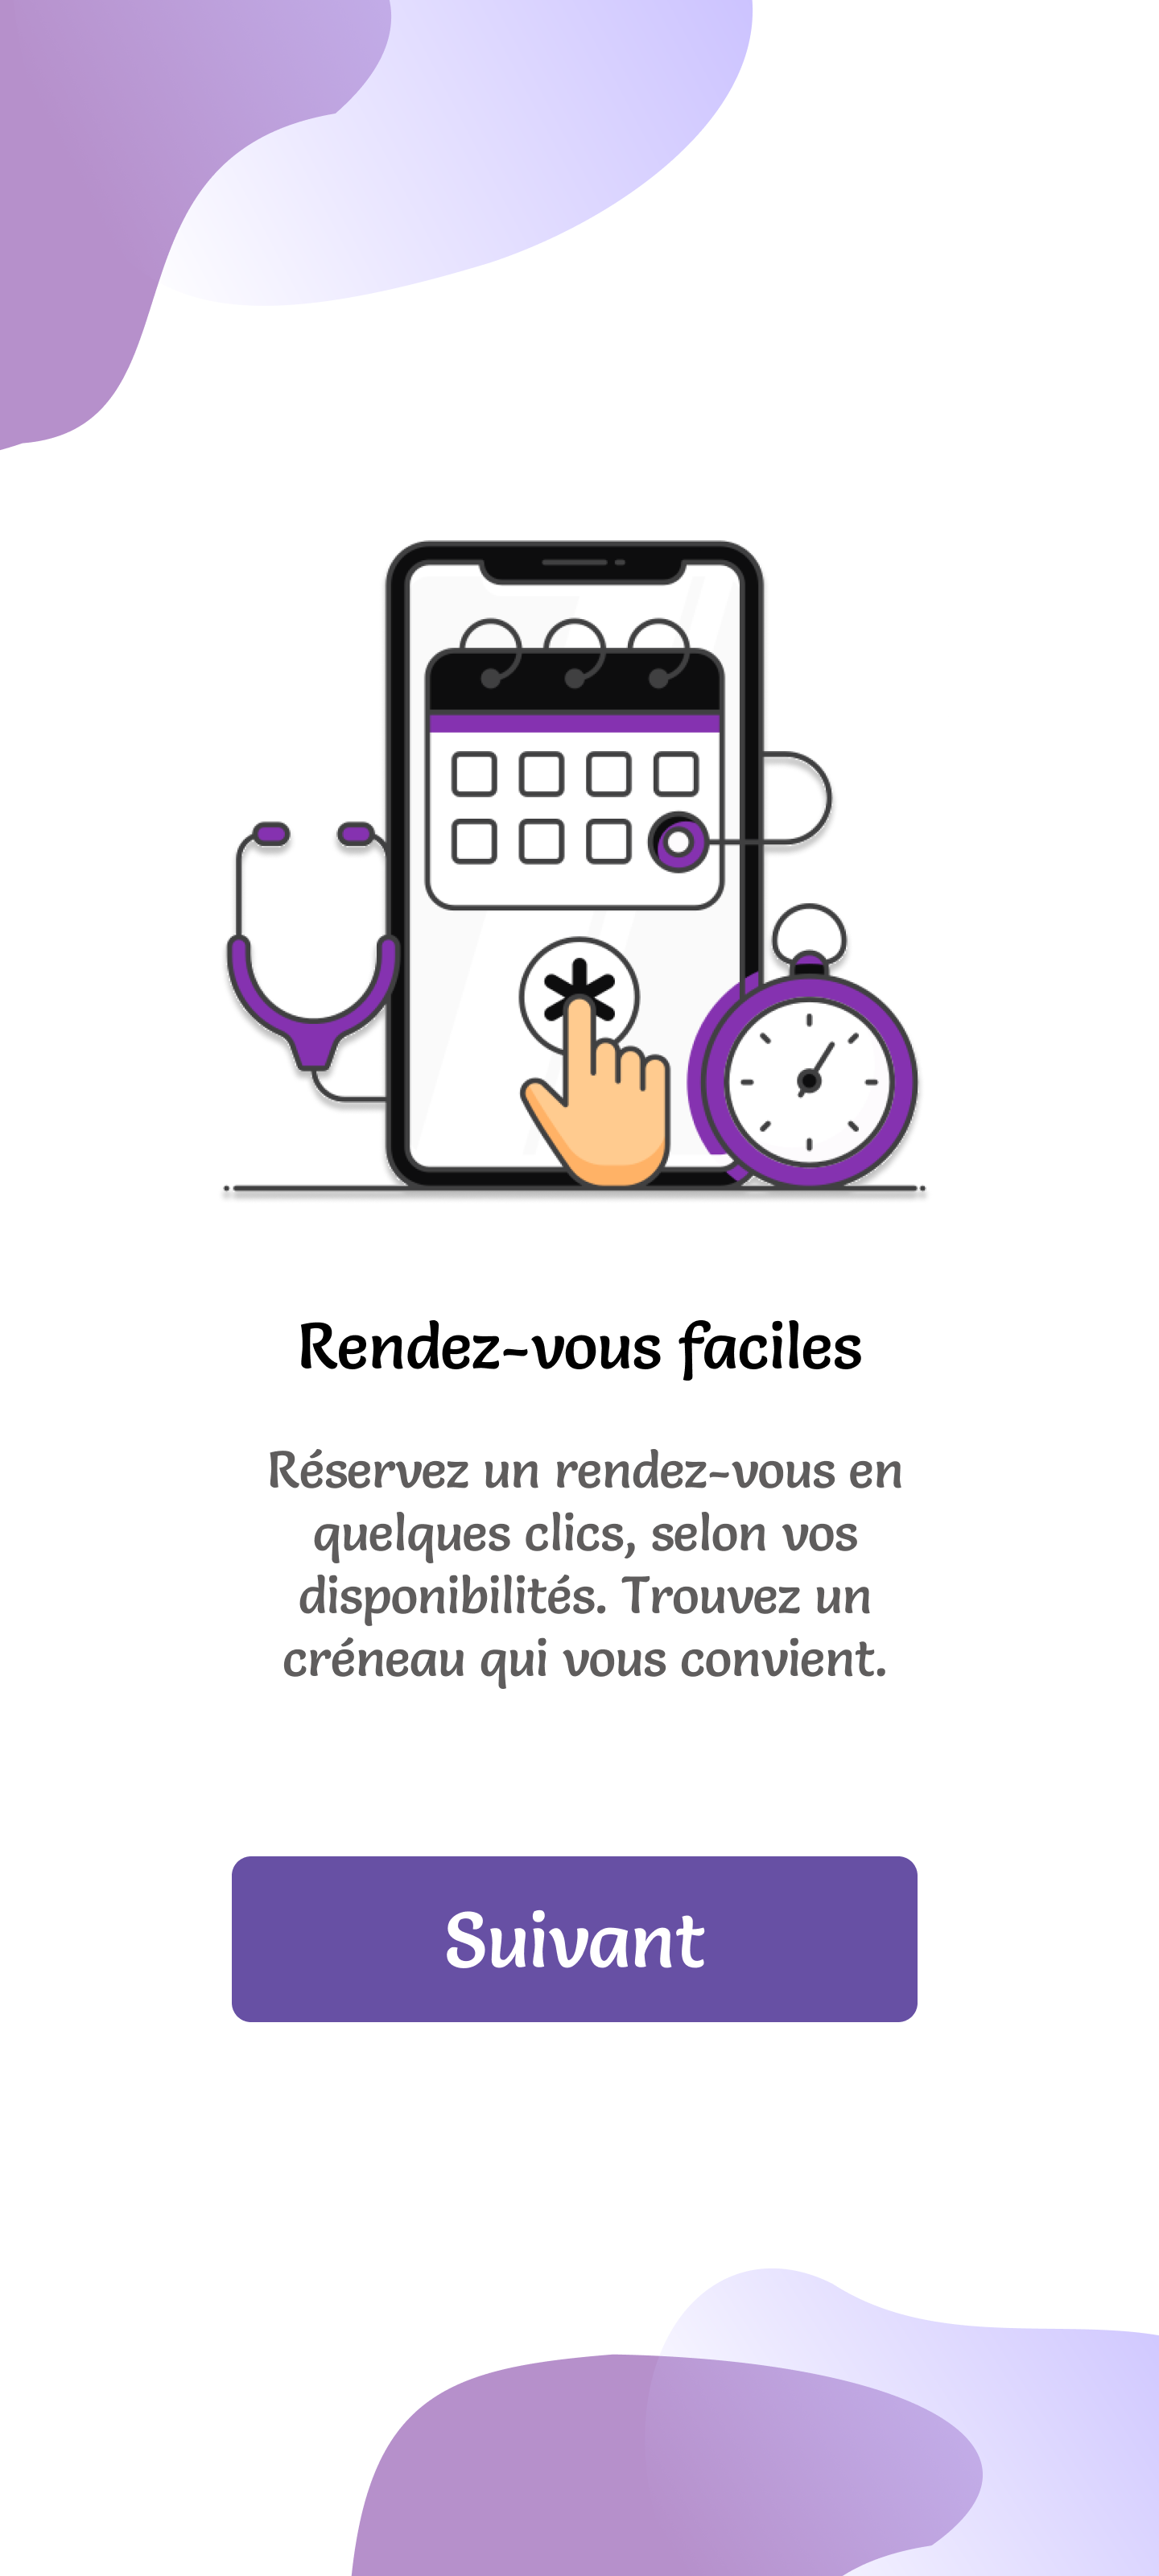 Rendez-vous faciles
Réservez un rendez-vous en
quelques clics, selon vos
disponibilités. Trouvez un
créneau qui vous convient.
Suivant